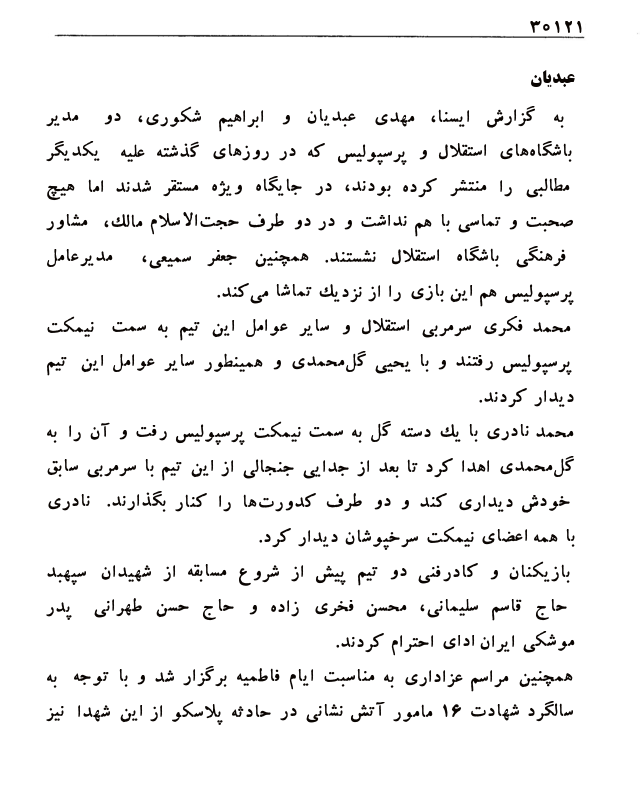 ۳۰۱۲۱
عبدیان
به گزارش ایسنا، مهدی عبدیان و ابراهیم شکوری، دو مدیر
باشگاه‌های استقلال و پرسپولیس که در روزهای گذشته علیه یکدیگر
مطالبی را منتشر کرده بودند، در جایگاه ویژه مستقر شدند اما هیچ
صحبت و تماسی با هم نداشت و در دو طرف حجت‌الاسلام مالك، مشاور
فرهنگی باشگاه استقلال نشستند. همچنین جعفر سمیعی، مدیرعامل
پرسپولیس هم این بازی را از نزدیك تماشا می‌کند.
محمد فکری سرمربی استقلال و سایر عوامل این تیم به سمت نیمکت
پرسپولیس رفتند و با یحیی گل‌محمدی و همینطور سایر عوامل این تیم
دیدار کردند.
محمد نادری با یك دسته گل به سمت نیمکت پرسپولیس رفت و آن را به
گل‌محمدی اهدا کرد تا بعد از جدایی جنجالی از این تیم با سرمربی سابق
خودش دیداری کند و دو طرف کدورت‌ها را کنار بگذارند. نادری
با همه اعضای نیمکت سرخپوشان دیدار کرد.
بازیکنان و کادرفنی دو تیم پیش از شروع مسابقه از شهیدان سپهبد
حاج قاسم سلیمانی، محسن فخری زاده و حاج حسن طهرانی پدر
موشکی ایران ادای احترام کردند.
همچنین مراسم عزاداری به مناسبت ایام فاطمیه برگزار شد و با توجه به
سالگرد شهادت ۱۶ مامور آتش نشانی در حادثه پلاسکو از این شهدا نیز